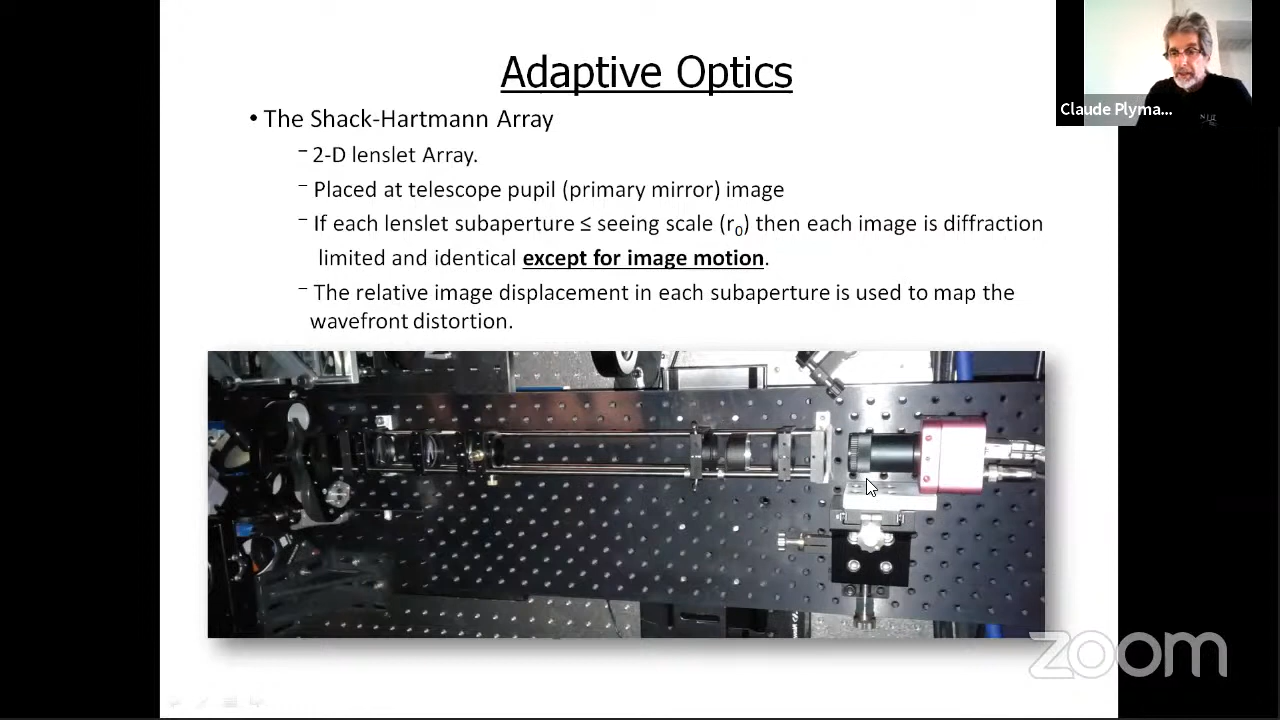 Adaptive Optics
• The Shack-Hartmann Array
– 2-D lenslet Array.
– Placed at telescope pupil (primary mirror) image
– If each lenslet subaperture ≤ seeing scale (r₀) then each image is diffraction
limited and identical except for image motion.
– The relative image displacement in each subaperture is used to map the
wavefront distortion.
Claude Plyma...
zoom